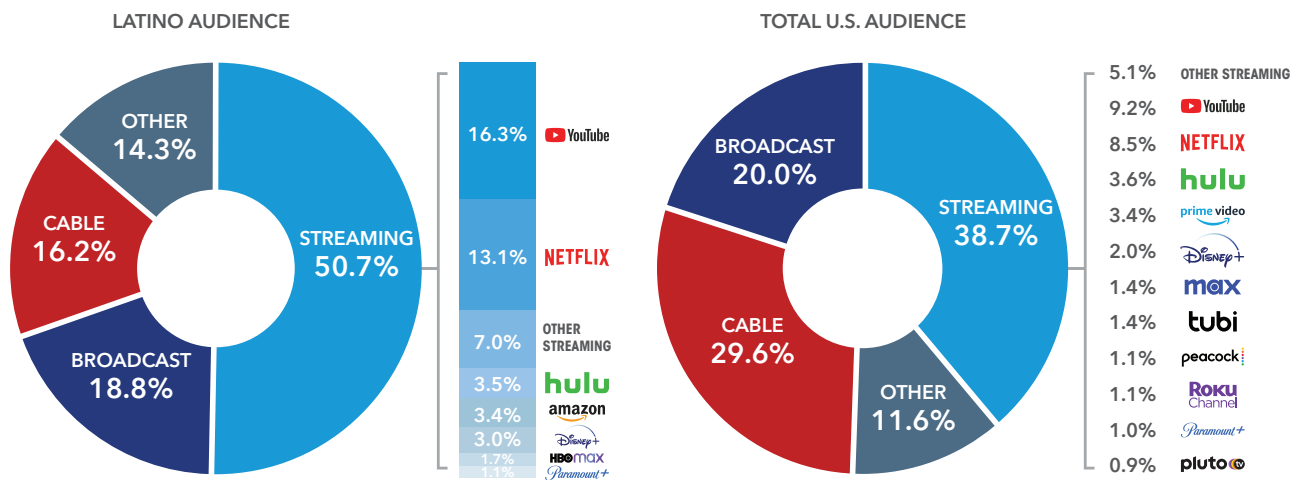 LATINO AUDIENCE
OTHER
14.3%
CABLE
16.2%
STREAMING
50.7%
BROADCAST
18.8%
16.3% YouTube
13.1% NETFLIX
7.0% OTHER
STREAMING
3.5% hulu
3.4% amazon
3.0% Disney+
1.7% HBOmax
1.1% Paramount+
TOTAL U.S. AUDIENCE
BROADCAST
20.0%
STREAMING
38.7%
CABLE
29.6%
OTHER
11.6%
5.1% OTHER STREAMING
9.2% YouTube
8.5% NETFLIX
3.6% hulu
3.4% prime video
2.0% Disney+
1.4% max
1.4% tubi
1.1% peacock
1.1% ROKU
Channel
1.0% Paramount+
0.9% pluto tv